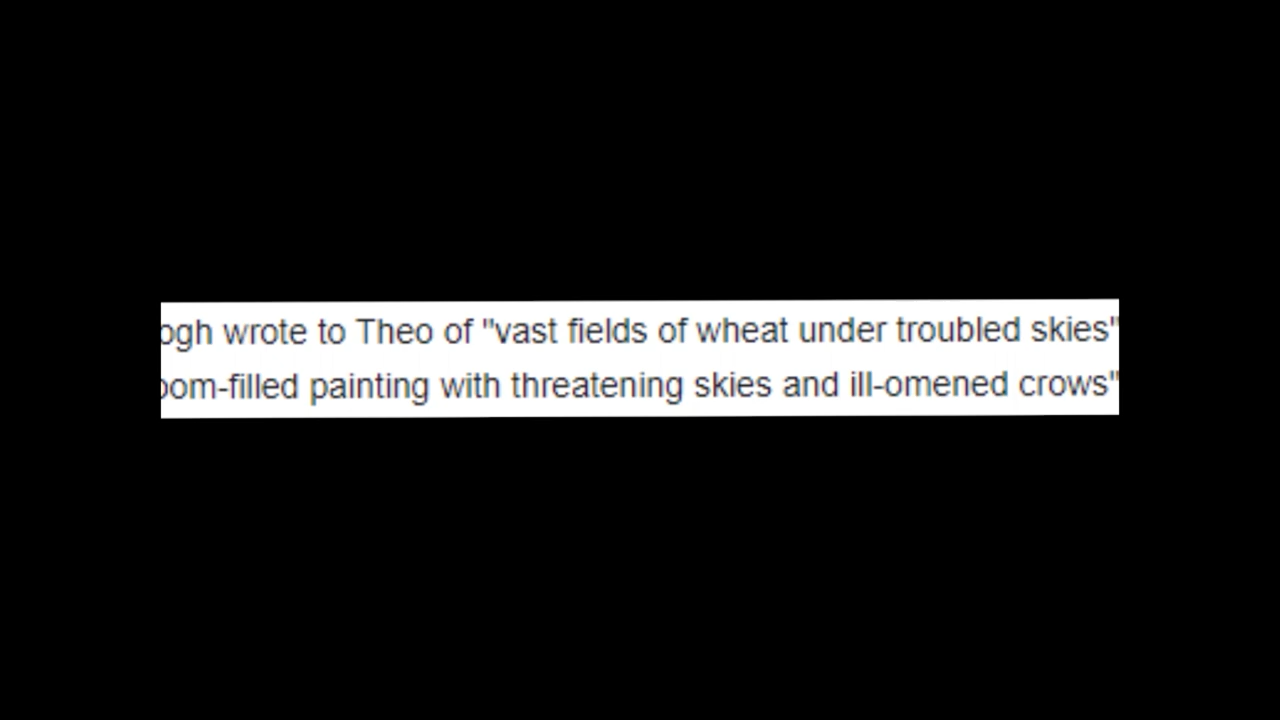 ogh wrote to Theo of "vast fields of wheat under troubled skies"
oom-filled painting with threatening skies and ill-omened crows"